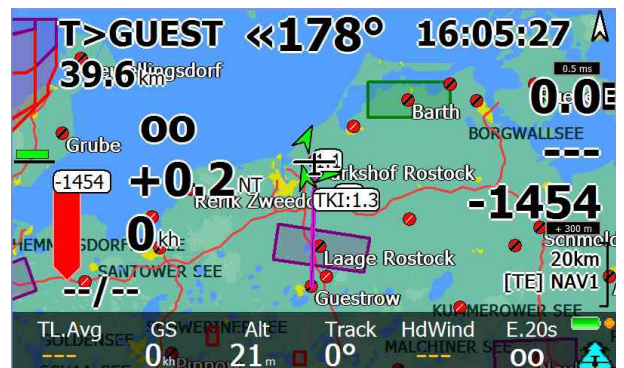 T>GUEST «178° 16:05:27
0.5 ms
39.6km
Barth
0.0
Grube
oo
BORGWALLSEE
---
-1454
+0.2 NT
TKI:1.3
-1454
+ 300 m
0kh
20km
Laage Rostock
SANTOWER SEE
--/--
[TE] NAV1
Guestrow
KUMMEROWER SEE
TL.Avg GS Alt Track HdWind E.20s
MALCHINER SEE
--- 0kh 21m 0° --- oo